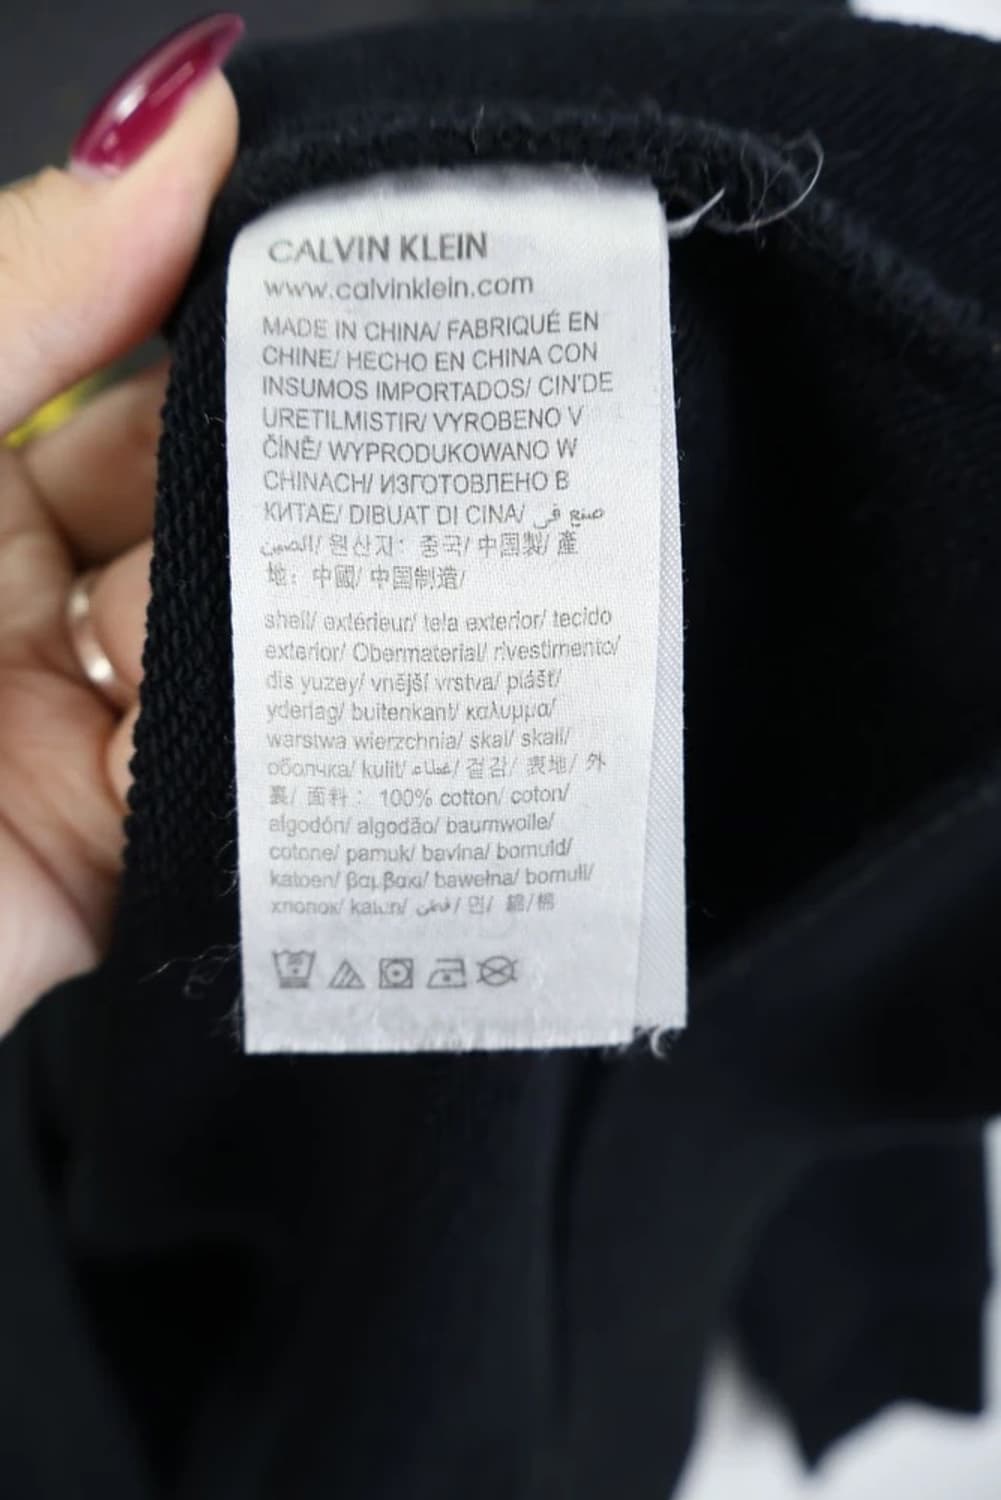 CALVIN KLEIN
www.calvinklein.com
MADE IN CHINA/ FABRIQUÉ EN
CHINE/ HECHO EN CHINA CON
INSUMOS IMPORTADOS/ CIN'DE
URETILMISTIR/ VYROBENO V
ČÍNĚ/ WYPRODUKOWANO W
CHINACH/ ИЗГОТОВЛЕНО В
КИТАЕ/ DIBUAT DI CINA/ صنع في
الصين/ 원산지: 중국/ 中国製/ 產
地: 中國/ 中国制造/
shell/ extérieur/ tela exterior/ tecido
exterior/ Obermaterial/ rivestimento/
dis yuzey/ vnější vrstva/ plášť/
yderlag/ buitenkant/ καλυμμα/
warstwa wierzchnia/ skal/ skall/
оболчка/ kulit/ غطاء/ 겉감/ 表地/ 外
裏/ 面料: 100% cotton/ coton/
algodón/ algodão/ baumwolle/
cotone/ pamuk/ bavlna/ bomuld/
katoen/ βαμβακι/ bawełna/ bomull/
хлопок/ katun/ قطن/ 면/ 綿/棉